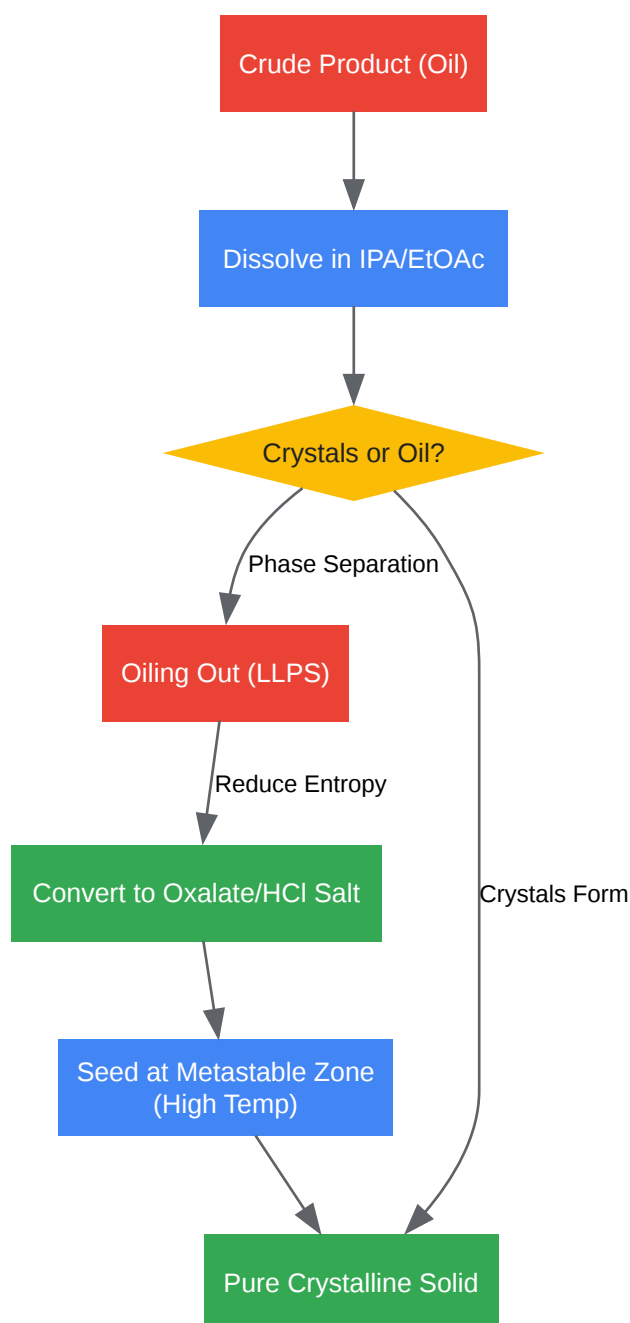 Crude Product (Oil)
Dissolve in IPA/EtOAc
Crystals or Oil?
Phase Separation
Oiling Out (LLPS)
Reduce Entropy
Convert to Oxalate/HCl Salt
Crystals Form
Seed at Metastable Zone
(High Temp)
Pure Crystalline Solid